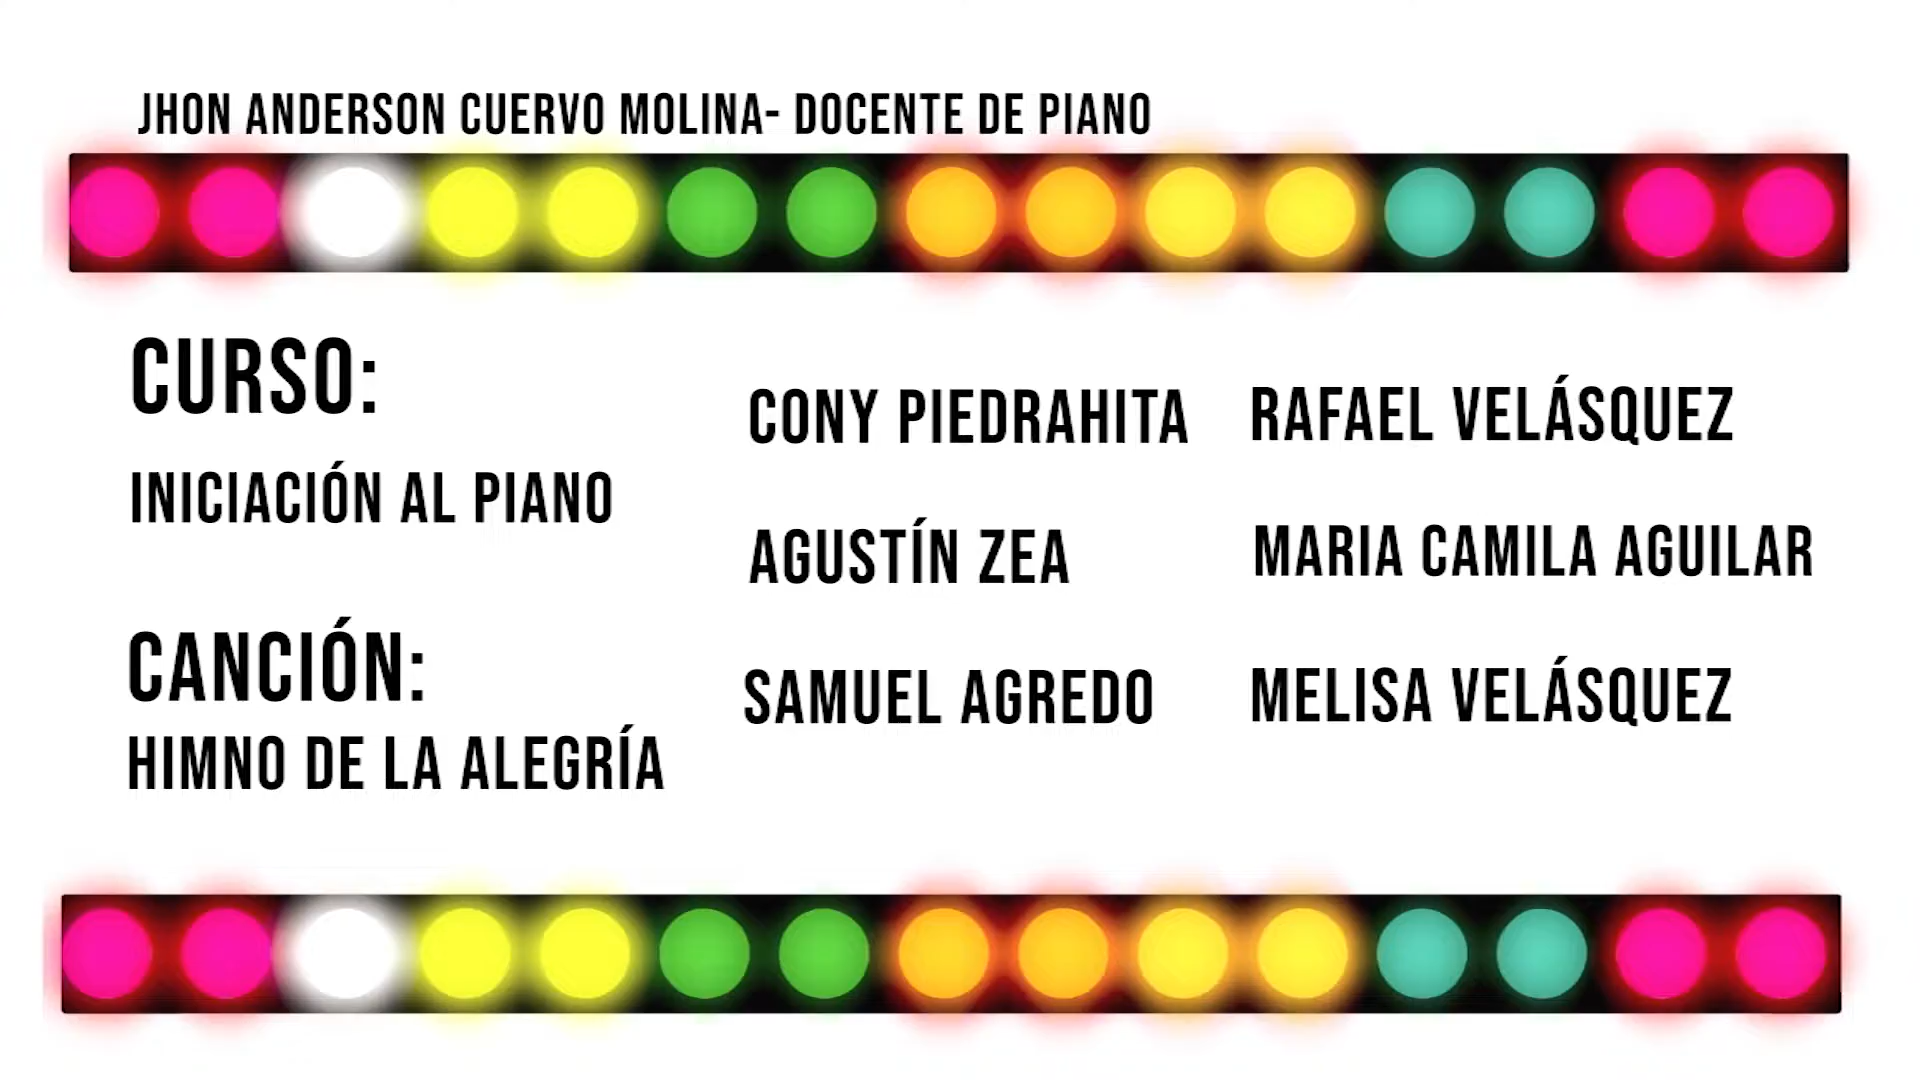 JHON ANDERSON CUERVO MOLINA- DOCENTE DE PIANO
CURSO:
INICIACIÓN AL PIANO
CANCIÓN:
HIMNO DE LA ALEGRÍA
CONY PIEDRAHITA
AGUSTÍN ZEA
SAMUEL AGREDO
RAFAEL VELÁSQUEZ
MARIA CAMILA AGUILAR
MELISA VELÁSQUEZ